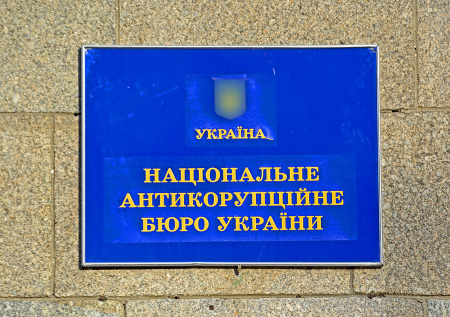 УКРАЇНА
НАЦІОНАЛЬНЕ
АНТИКОРУПЦІЙНЕ
БЮРО УКРАЇНИ